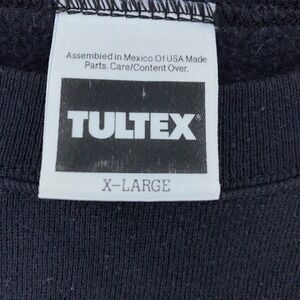 Assembled in Mexico Of USA Made
Parts. Care/Content Over.
TULTEX®
X-LARGE